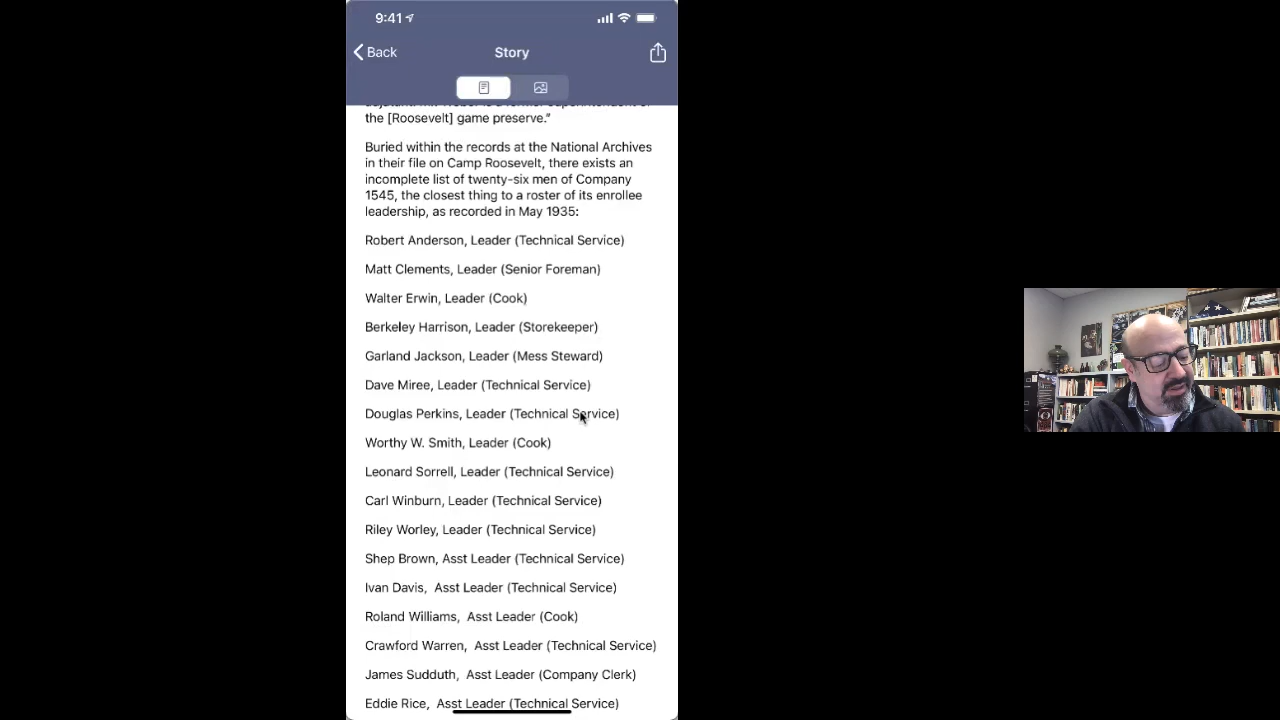 9:41
Back
Story
the [Roosevelt] game preserve."
Buried within the records at the National Archives
in their file on Camp Roosevelt, there exists an
incomplete list of twenty-six men of Company
1545, the closest thing to a roster of its enrollee
leadership, as recorded in May 1935:
Robert Anderson, Leader (Technical Service)
Matt Clements, Leader (Senior Foreman)
Walter Erwin, Leader (Cook)
Berkeley Harrison, Leader (Storekeeper)
Garland Jackson, Leader (Mess Steward)
Dave Miree, Leader (Technical Service)
Douglas Perkins, Leader (Technical Service)
Worthy W. Smith, Leader (Cook)
Leonard Sorrell, Leader (Technical Service)
Carl Winburn, Leader (Technical Service)
Riley Worley, Leader (Technical Service)
Shep Brown, Asst Leader (Technical Service)
Ivan Davis,  Asst Leader (Technical Service)
Roland Williams,  Asst Leader (Cook)
Crawford Warren,  Asst Leader (Technical Service)
James Sudduth,  Asst Leader (Company Clerk)
Eddie Rice,  Asst Leader (Technical Service)